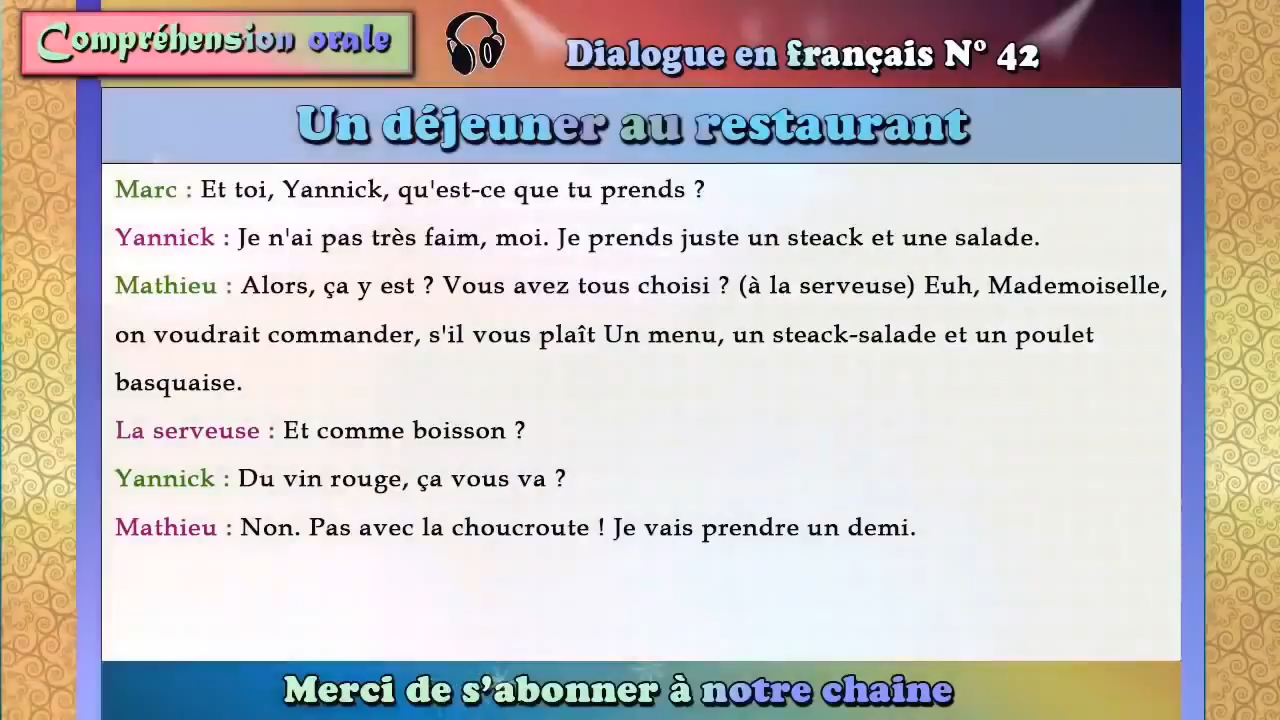 Compréhension orale
Dialogue en français N° 42
Un déjeuner au restaurant
Marc : Et toi, Yannick, qu'est-ce que tu prends ?
Yannick : Je n'ai pas très faim, moi. Je prends juste un steack et une salade.
Mathieu : Alors, ça y est ? Vous avez tous choisi ? (à la serveuse) Euh, Mademoiselle,
on voudrait commander, s'il vous plaît Un menu, un steack-salade et un poulet
basquaise.
La serveuse : Et comme boisson ?
Yannick : Du vin rouge, ça vous va ?
Mathieu : Non. Pas avec la choucroute ! Je vais prendre un demi.
Merci de s’abonner à notre chaine